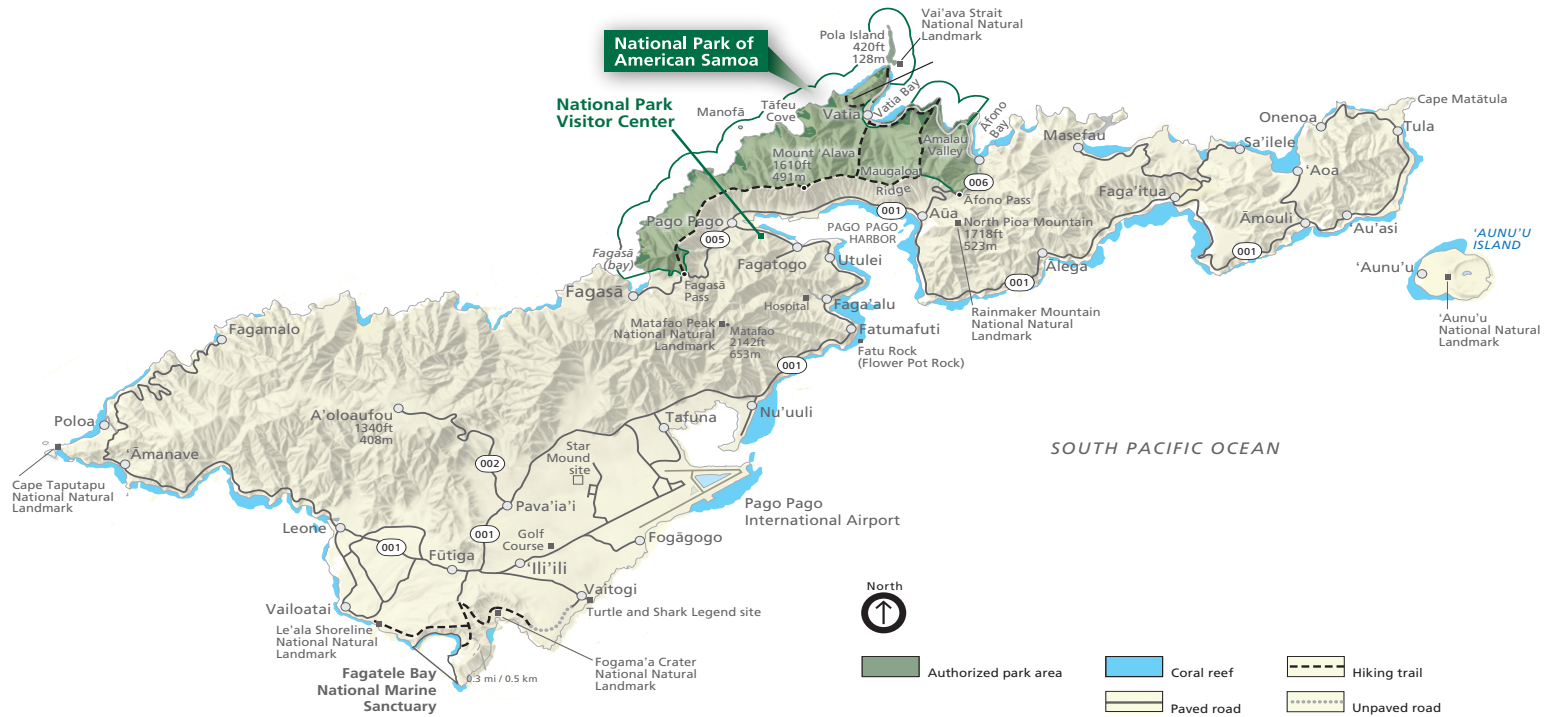 Vai'ava Strait
National Natural
Landmark
Pola Island
420ft
128m
National Park of
American Samoa
National Park
Visitor Center
Manofā
Tāfeu
Cove
Vatia
Vatia Bay
Āfono
Bay
Amalau
Valley
Mount 'Alava
1610ft
491m
Maugaloa
Ridge
006
Āfono Pass
Masefau
Faga'itua
Sa'ilele
Onenoa
Cape Matātula
Tula
'Aoa
Āmouli
'Au'asi
001
'AUNU'U
ISLAND
'Aunu'u
'Aunu'u
National Natural
Landmark
Pago Pago
005
001
PAGO PAGO
HARBOR
Aūa
North Pioa Mountain
1718ft
523m
Ālega
001
Rainmaker Mountain
National Natural
Landmark
Fagasā
(bay)
Fagasā
Fagasā
Pass
Fagatogo
Utulei
Hospital
Faga'alu
Matafao Peak
National Natural
Landmark
Matafao
2142ft
653m
Fatumafuti
Fatu Rock
(Flower Pot Rock)
001
Fagamalo
Poloa
'Āmanave
Cape Taputapu
National Natural
Landmark
A'oloaufou
1340ft
408m
002
Tafuna
Nu'uuli
Star
Mound
site
Pava'ia'i
Pago Pago
International Airport
SOUTH PACIFIC OCEAN
Leone
001
001
Golf
Course
Fogāgogo
Fūtiga
'Ili'ili
Vaitogi
Turtle and Shark Legend site
Vailoatai
Le'ala Shoreline
National Natural
Landmark
Fagatele Bay
National Marine
Sanctuary
0.3 mi / 0.5 km
Fogama'a Crater
National Natural
Landmark
North
Authorized park area
Coral reef
Hiking trail
Paved road
Unpaved road